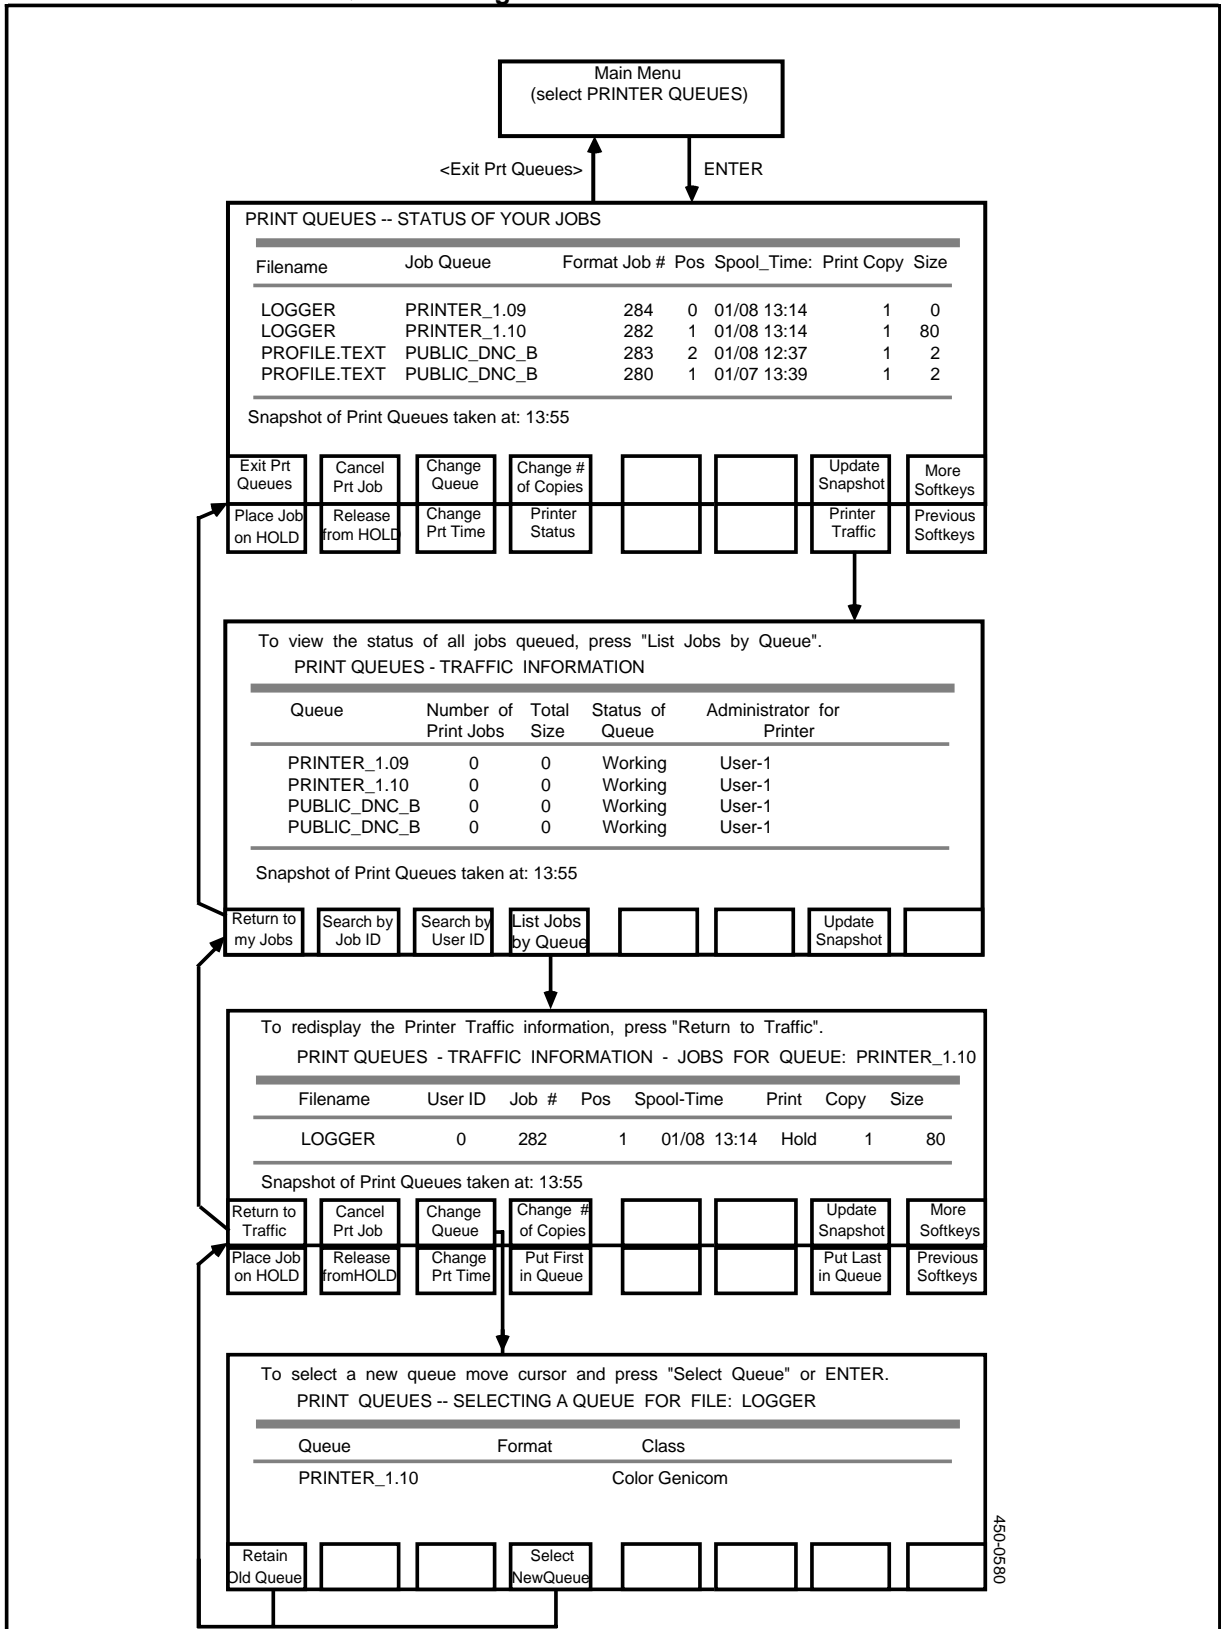 Main Menu
(select PRINTER QUEUES)
<Exit Prt Queues> ENTER
PRINT QUEUES -- STATUS OF YOUR JOBS
Filename Job Queue Format Job # Pos Spool_Time: Print Copy Size
LOGGER PRINTER_1.09 284 0 01/08 13:14 1 0
LOGGER PRINTER_1.10 282 1 01/08 13:14 1 80
PROFILE.TEXT PUBLIC_DNC_B 283 2 01/08 12:37 1 2
PROFILE.TEXT PUBLIC_DNC_B 280 1 01/07 13:39 1 2
Snapshot of Print Queues taken at: 13:55
Exit Prt Cancel Change Change # Update More
Queues Prt Job Queue of Copies Snapshot Softkeys
Place Job Release Change Printer Printer Previous
on HOLD from HOLD Prt Time Status Traffic Softkeys
To view the status of all jobs queued, press "List Jobs by Queue".
PRINT QUEUES - TRAFFIC INFORMATION
Queue Number of Total Status of Administrator for
Print Jobs Size Queue Printer
PRINTER_1.09 0 0 Working User-1
PRINTER_1.10 0 0 Working User-1
PUBLIC_DNC_B 0 0 Working User-1
PUBLIC_DNC_B 0 0 Working User-1
Snapshot of Print Queues taken at: 13:55
Return to Search by Search by List Jobs Update
my Jobs Job ID User ID by Queue Snapshot
To redisplay the Printer Traffic information, press "Return to Traffic".
PRINT QUEUES - TRAFFIC INFORMATION - JOBS FOR QUEUE: PRINTER_1.10
Filename User ID Job # Pos Spool-Time Print Copy Size
LOGGER 0 282 1 01/08 13:14 Hold 1 80
Snapshot of Print Queues taken at: 13:55
Return to Cancel Change Change # Update More
Traffic Prt Job Queue of Copies Snapshot Softkeys
Place Job Release Change Put First Put Last Previous
on HOLD fromHOLD Prt Time in Queue in Queue Softkeys
To select a new queue move cursor and press "Select Queue" or ENTER.
PRINT QUEUES -- SELECTING A QUEUE FOR FILE: LOGGER
Queue Format Class
PRINTER_1.10 Color Genicom
Retain Select
Old Queue NewQueue
450-0580